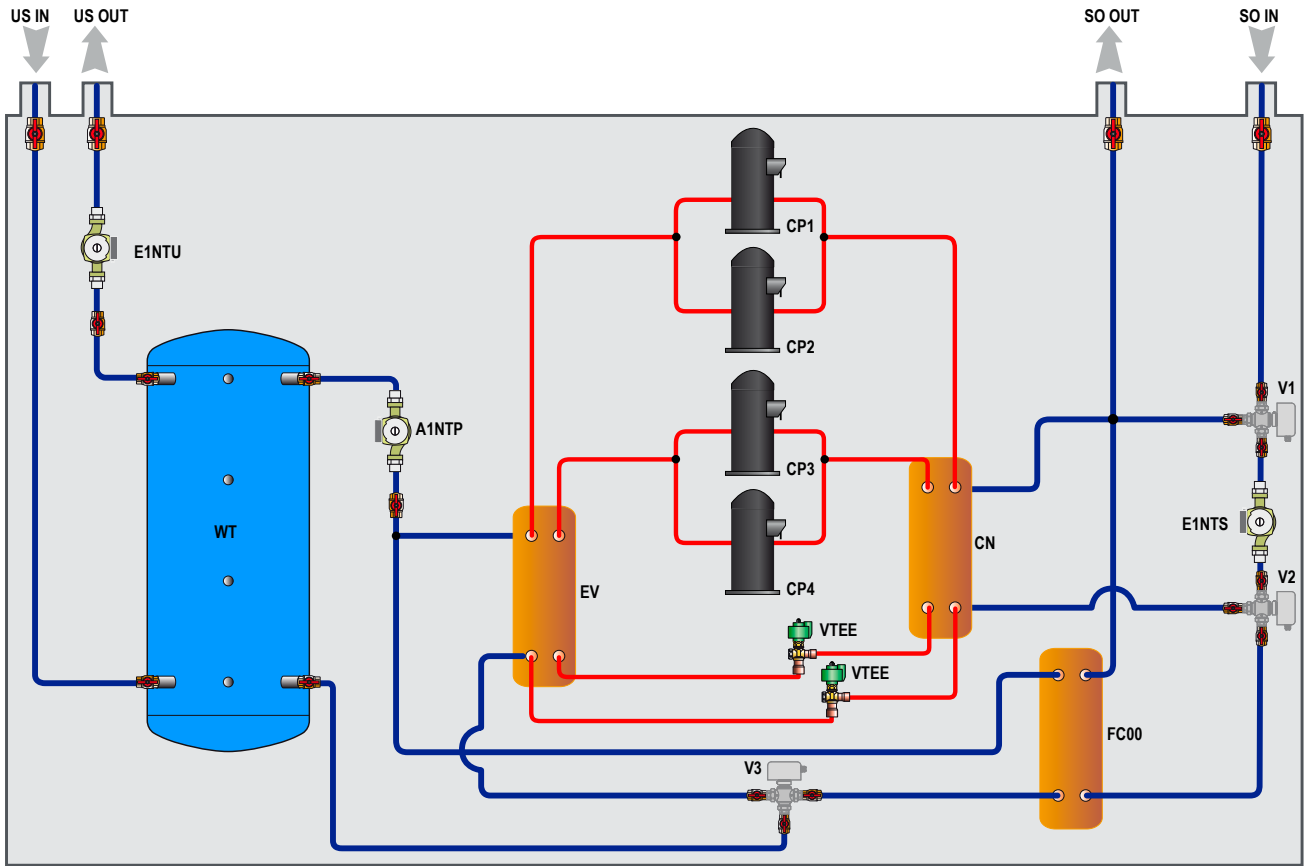 US IN
US OUT
SO OUT
SO IN
E1NTU
CP1
CP2
V1
A1NTP
CP3
E1NTS
WT
CN
V2
EV
CP4
VTEE
VTEE
FC00
V3